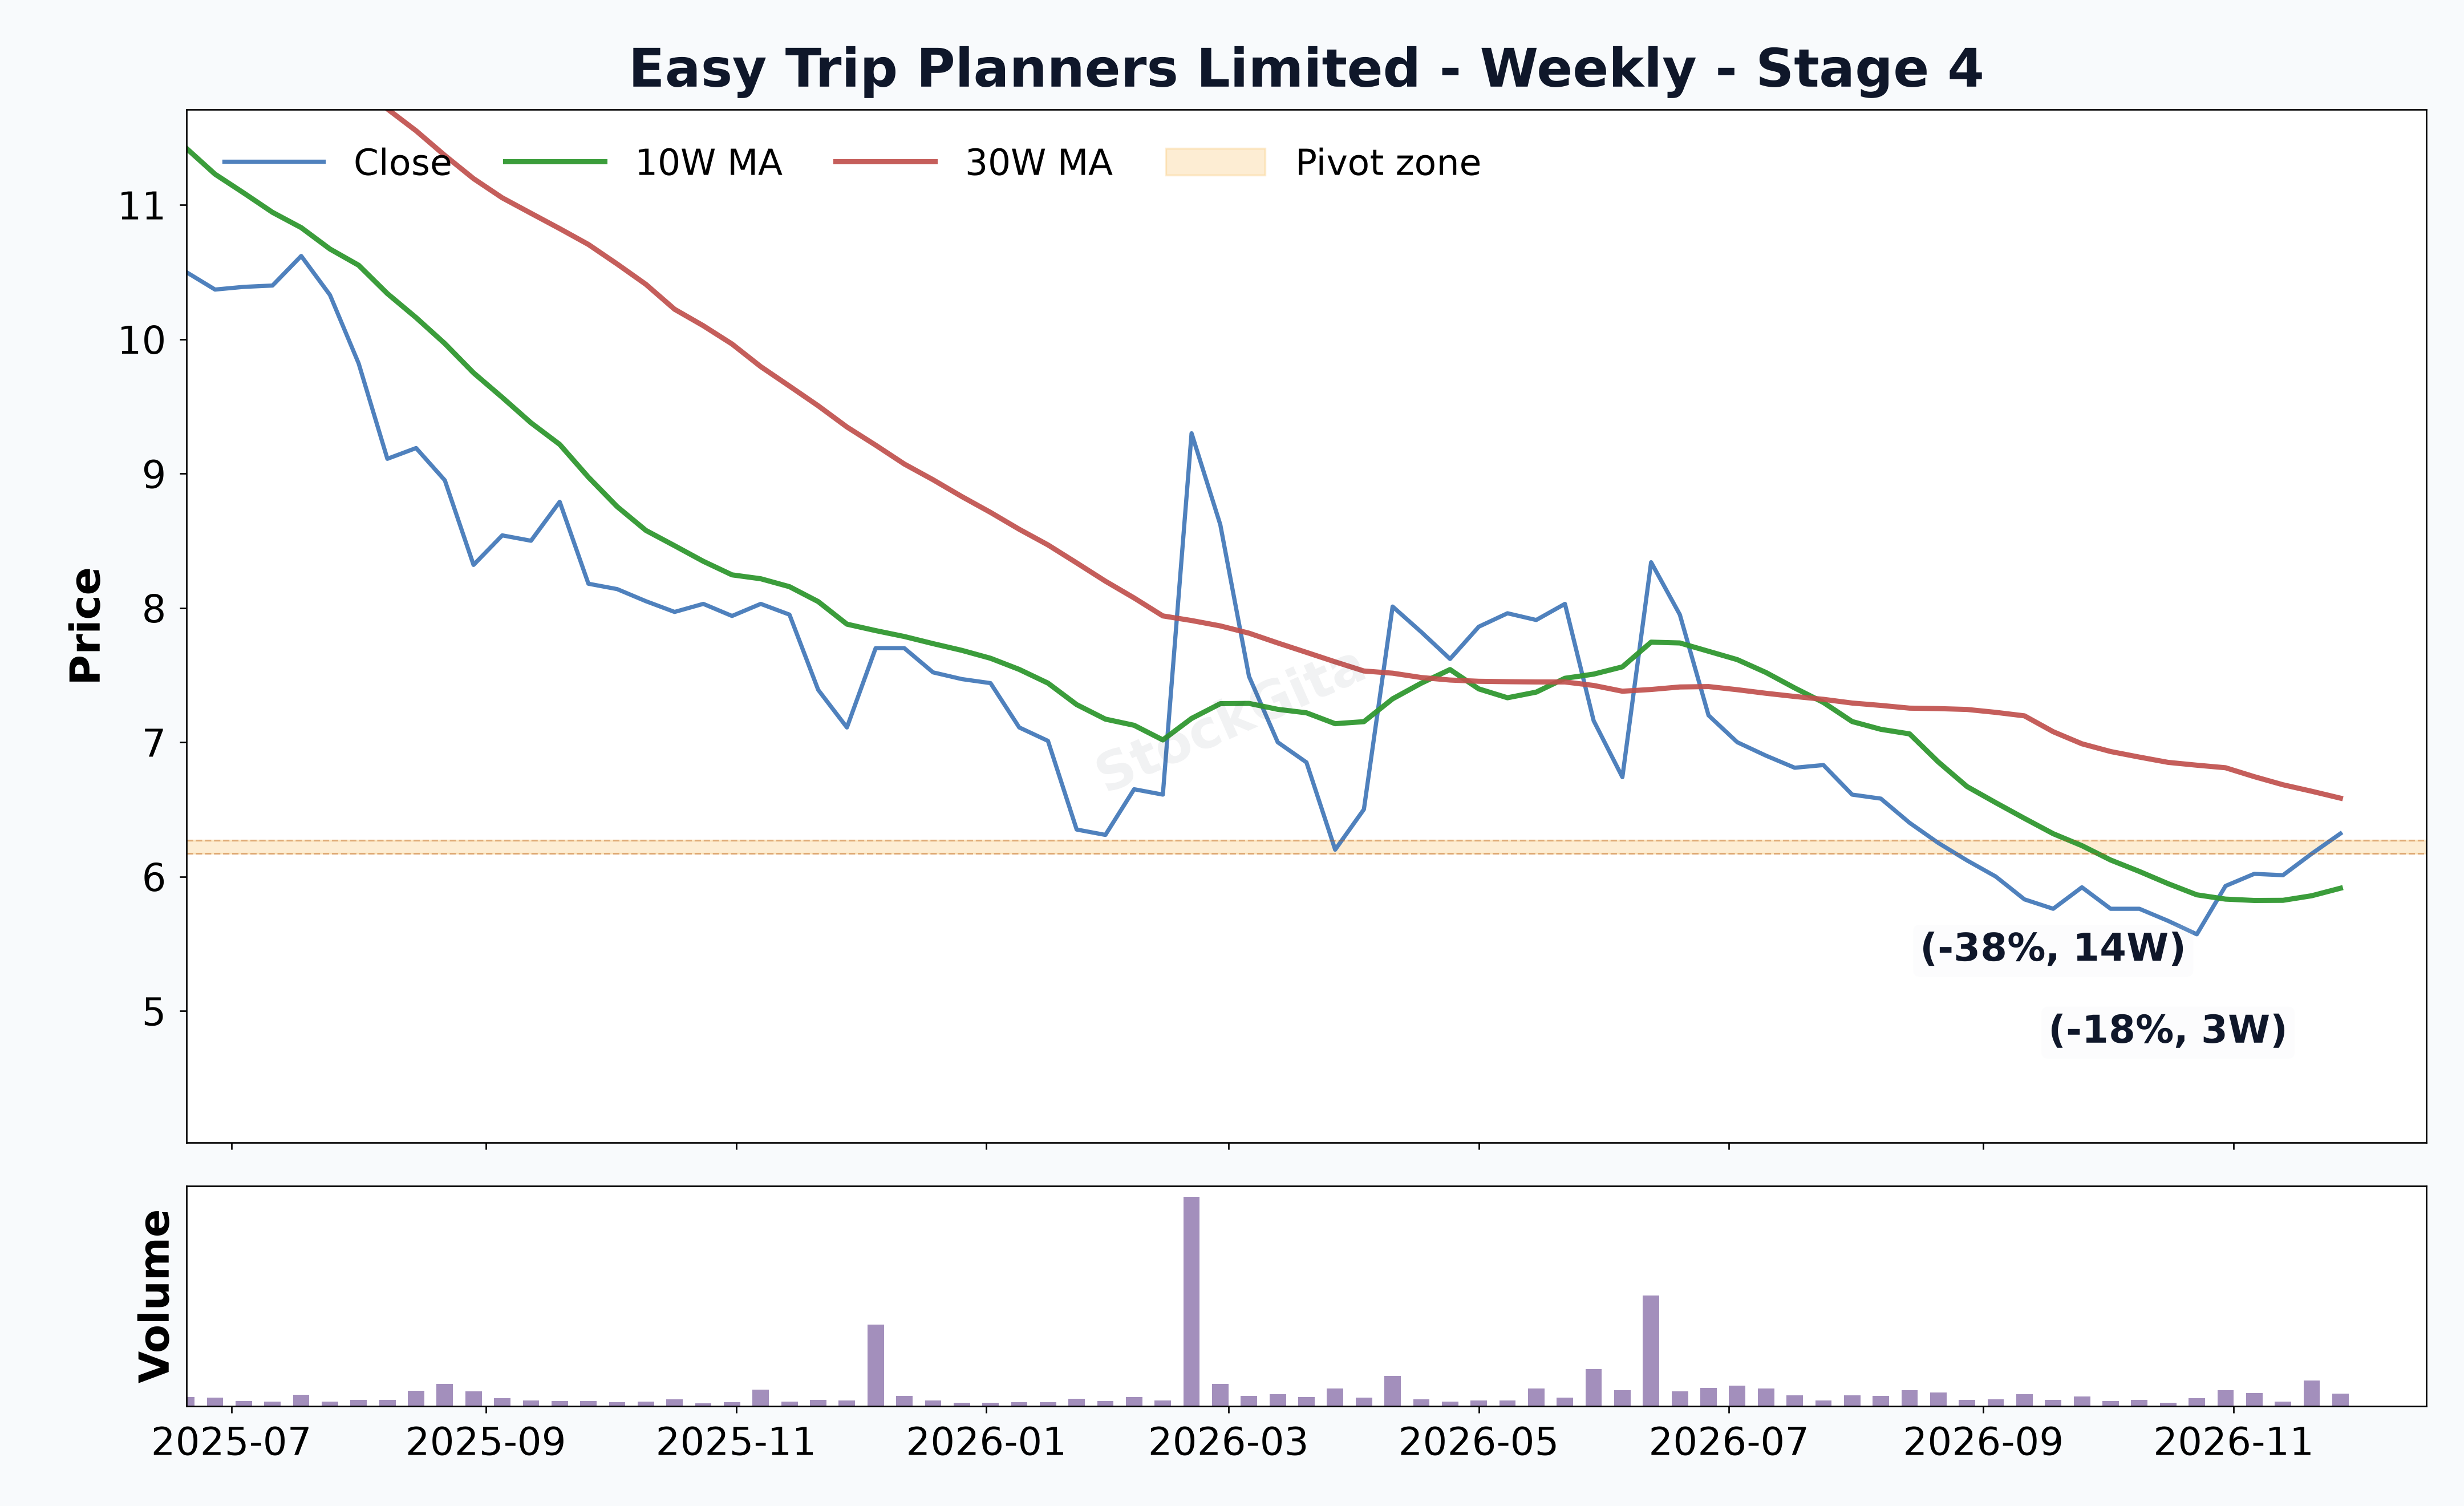 Easy Trip Planners Limited - Weekly - Stage 4
Close 10W MA 30W MA Pivot zone
11
10
9
8
7
6
5
Price
StockGita
(-38%, 14W)
(-18%, 3W)
Volume
2025-07 2025-09 2025-11 2026-01 2026-03 2026-05 2026-07 2026-09 2026-11